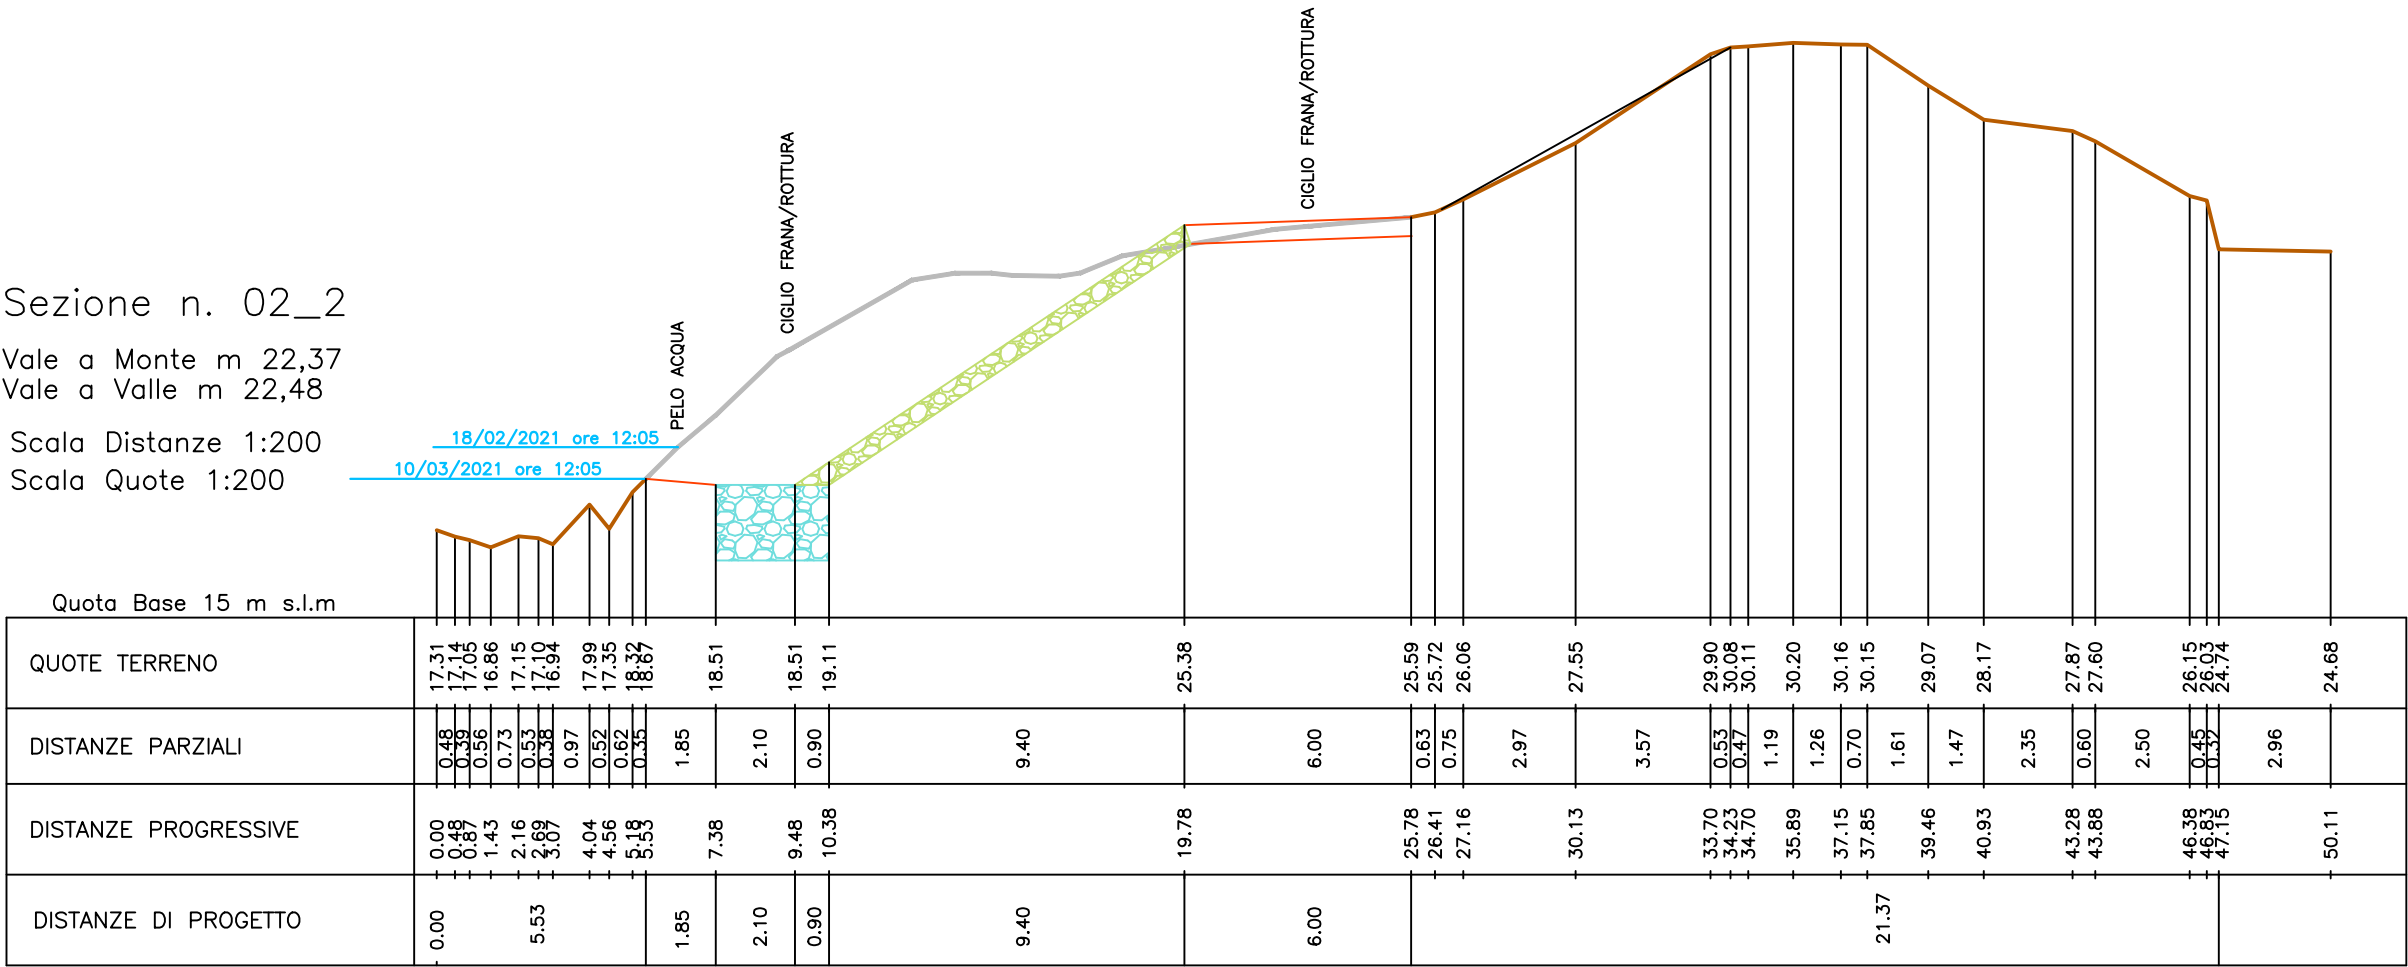 CIGLIO FRANA/ROTTURA
CIGLIO FRANA/ROTTURA
PELO ACQUA
Sezione n. 02_2
Vale a Monte m 22,37
Vale a Valle m 22,48
Scala Distanze 1:200
Scala Quote 1:200
18/02/2021 ore 12:05
10/03/2021 ore 12:05
Quota Base 15 m s.l.m
QUOTE TERRENO 17.31 17.14 17.05 16.86 17.15 17.10 16.94 17.99 17.35 18.32 18.67 18.51 18.51 19.11 25.38 25.59 25.72 26.06 27.55 29.90 30.08 30.11 30.20 30.16 30.15 29.07 28.17 27.87 27.60 26.15 26.03 24.74 24.68
DISTANZE PARZIALI 0.48 0.39 0.56 0.73 0.53 0.38 0.97 0.52 0.62 0.35 1.85 2.10 0.90 9.40 6.00 0.63 0.75 2.97 3.57 0.53 0.47 1.19 1.26 0.70 1.61 1.47 2.35 0.60 2.50 0.45 0.32 2.96
DISTANZE PROGRESSIVE 0.00 0.48 0.87 1.43 2.16 2.69 3.07 4.04 4.56 5.18 5.53 7.38 9.48 10.38 19.78 25.78 26.41 27.16 30.13 33.70 34.23 34.70 35.89 37.15 37.85 39.46 40.93 43.28 43.88 46.38 46.83 47.15 50.11
DISTANZE DI PROGETTO 0.00 5.53 1.85 2.10 0.90 9.40 6.00 21.37